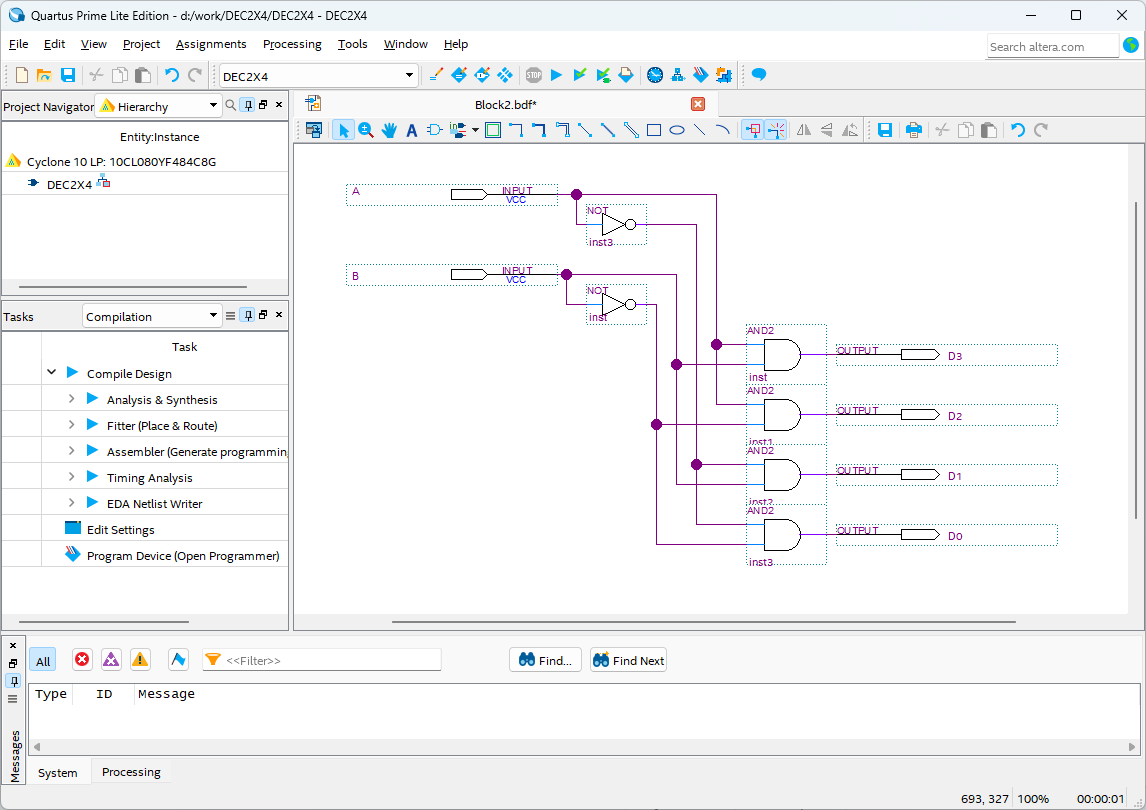 Quartus Prime Lite Edition - d:/work/DEC2X4/DEC2X4 - DEC2X4
File Edit View Project Assignments Processing Tools Window Help
Search altera.com
DEC2X4
STOP
Project Navigator
Hierarchy
Entity:Instance
Cyclone 10 LP: 10CL080YF484C8G
DEC2X4
Tasks
Compilation
Task
Compile Design
Analysis & Synthesis
Fitter (Place & Route)
Assembler (Generate programmin
Timing Analysis
EDA Netlist Writer
Edit Settings
Program Device (Open Programmer)
Block2.bdf*
A
A
INPUT
VCC
NOT
inst3
B
INPUT
VCC
NOT
inst
AND2
inst
OUTPUT
D3
AND2
inst1
OUTPUT
D2
AND2
inst2
OUTPUT
D1
AND2
inst3
OUTPUT
D0
Messages
All
<<Filter>>
Find...
Find Next
Type ID Message
System Processing
693, 327 100% 00:00:01